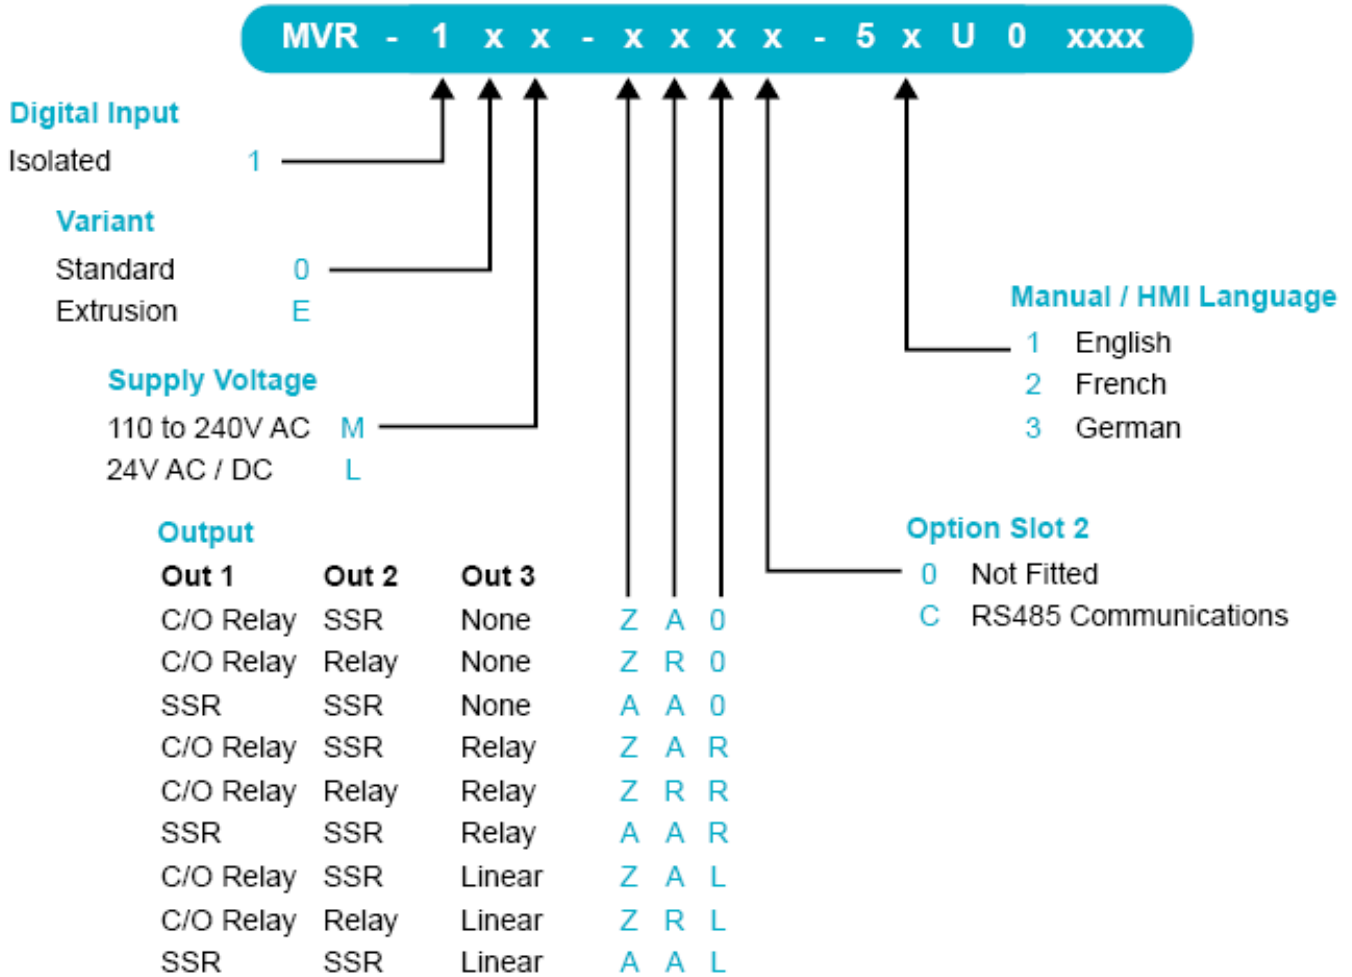 MVR - 1 x x - x x x x - 5 x U 0 xxxx
Digital Input
Isolated 1
Variant
Standard 0
Extrusion E
Supply Voltage
110 to 240V AC M
24V AC / DC L
Output
Out 1 Out 2 Out 3
C/O Relay SSR None Z A 0
C/O Relay Relay None Z R 0
SSR SSR None A A 0
C/O Relay SSR Relay Z A R
C/O Relay Relay Relay Z R R
SSR SSR Relay A A R
C/O Relay SSR Linear Z A L
C/O Relay Relay Linear Z R L
SSR SSR Linear A A L
Manual / HMI Language
1 English
2 French
3 German
Option Slot 2
0 Not Fitted
C RS485 Communications